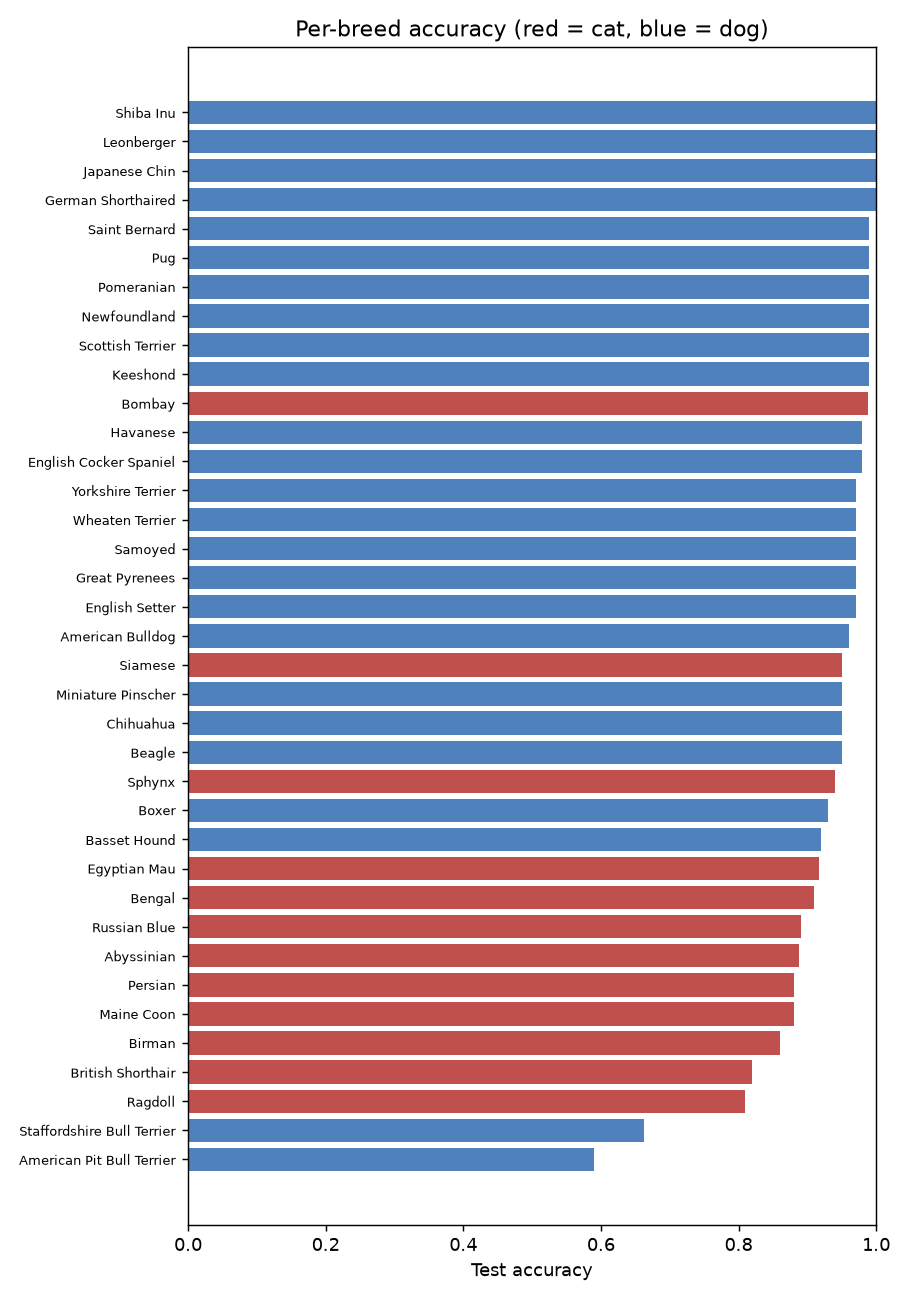 Per-breed accuracy (red = cat, blue = dog)
Shiba Inu
Leonberger
Japanese Chin
German Shorthaired
Saint Bernard
Pug
Pomeranian
Newfoundland
Scottish Terrier
Keeshond
Bombay
Havanese
English Cocker Spaniel
Yorkshire Terrier
Wheaten Terrier
Samoyed
Great Pyrenees
English Setter
American Bulldog
Siamese
Miniature Pinscher
Chihuahua
Beagle
Sphynx
Boxer
Basset Hound
Egyptian Mau
Bengal
Russian Blue
Abyssinian
Persian
Maine Coon
Birman
British Shorthair
Ragdoll
Staffordshire Bull Terrier
American Pit Bull Terrier
0.0 0.2 0.4 0.6 0.8 1.0
Test accuracy